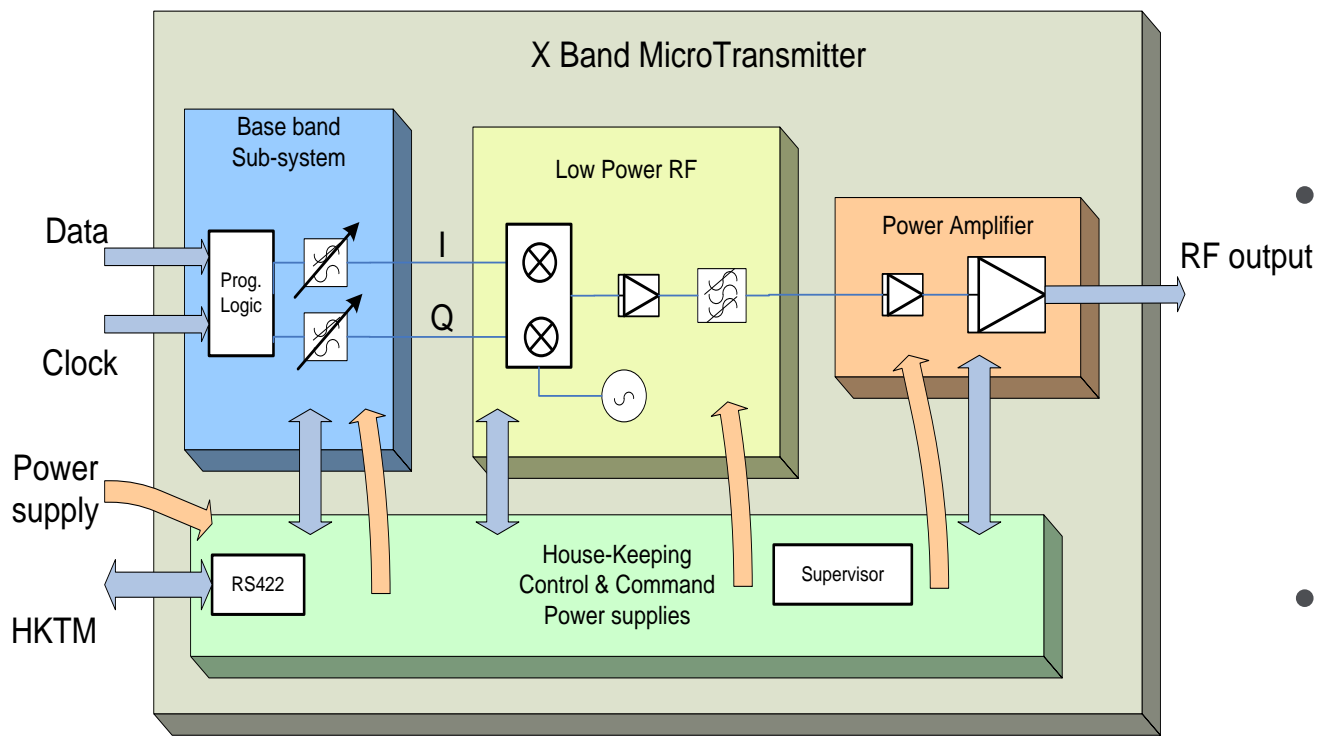 X Band MicroTransmitter
Base band
Sub-system
Low Power RF
Power Amplifier
Data
Clock
Prog.
Logic
I
Q
RF output
Power
supply
HKTM
RS422
House-Keeping
Control & Command
Power supplies
Supervisor